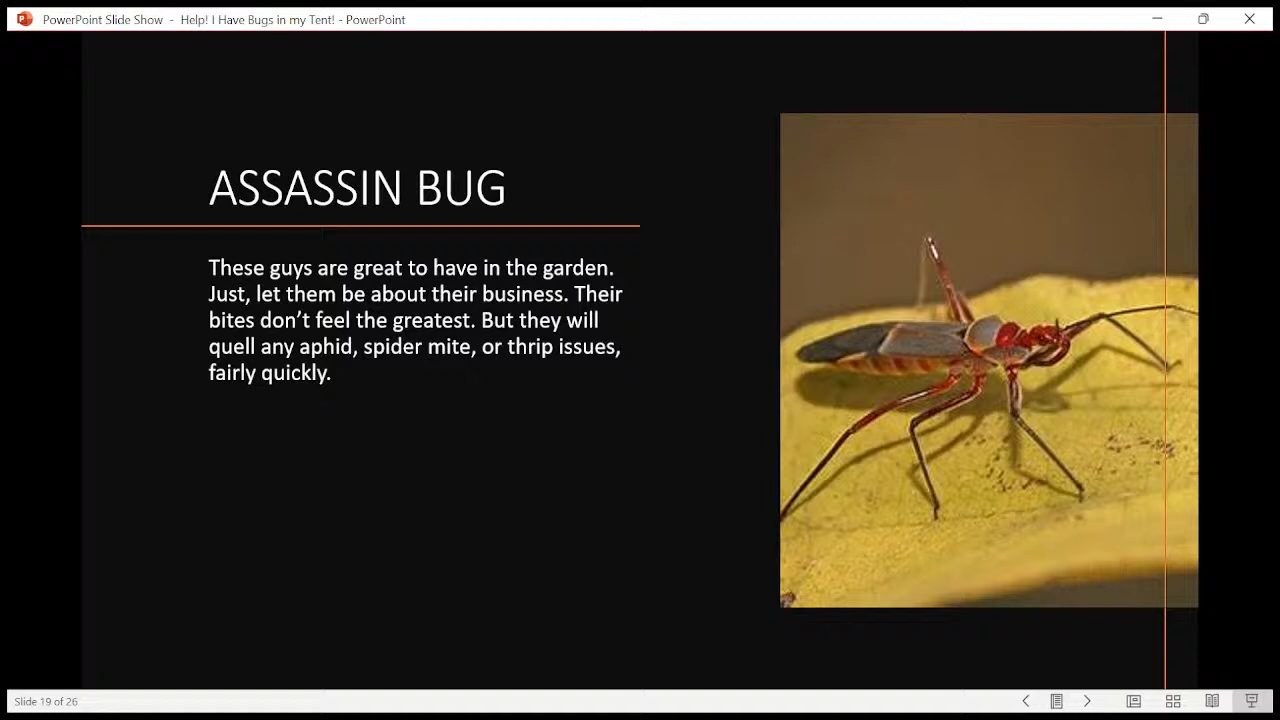 PowerPoint Slide Show - Help! I Have Bugs in my Tent! - PowerPoint
ASSASSIN BUG
These guys are great to have in the garden.
Just, let them be about their business. Their
bites don't feel the greatest. But they will
quell any aphid, spider mite, or thrip issues,
fairly quickly.
Slide 19 of 26